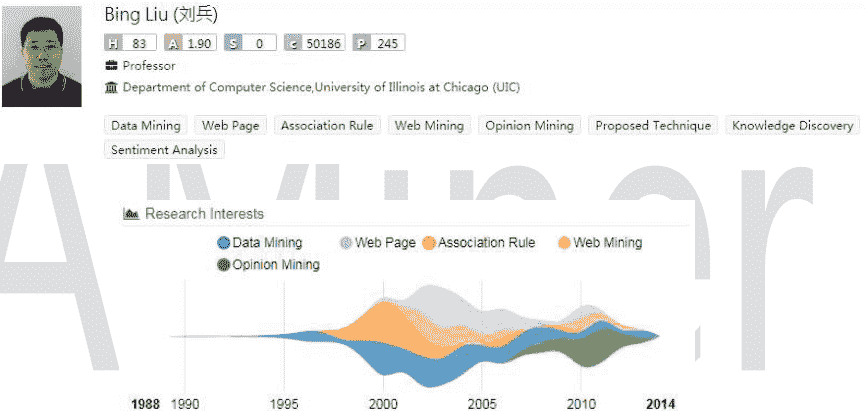 Bing Liu (刘兵)
H 83 A 1.90 S 0 C 50186 P 245
Professor
Department of Computer Science,University of Illinois at Chicago (UIC)
Data Mining Web Page Association Rule Web Mining Opinion Mining Proposed Technique Knowledge Discovery
Sentiment Analysis
AMiner
Research Interests
Data Mining Web Page Association Rule Web Mining
Opinion Mining
1988 1990 1995 2000 2005 2010 2014